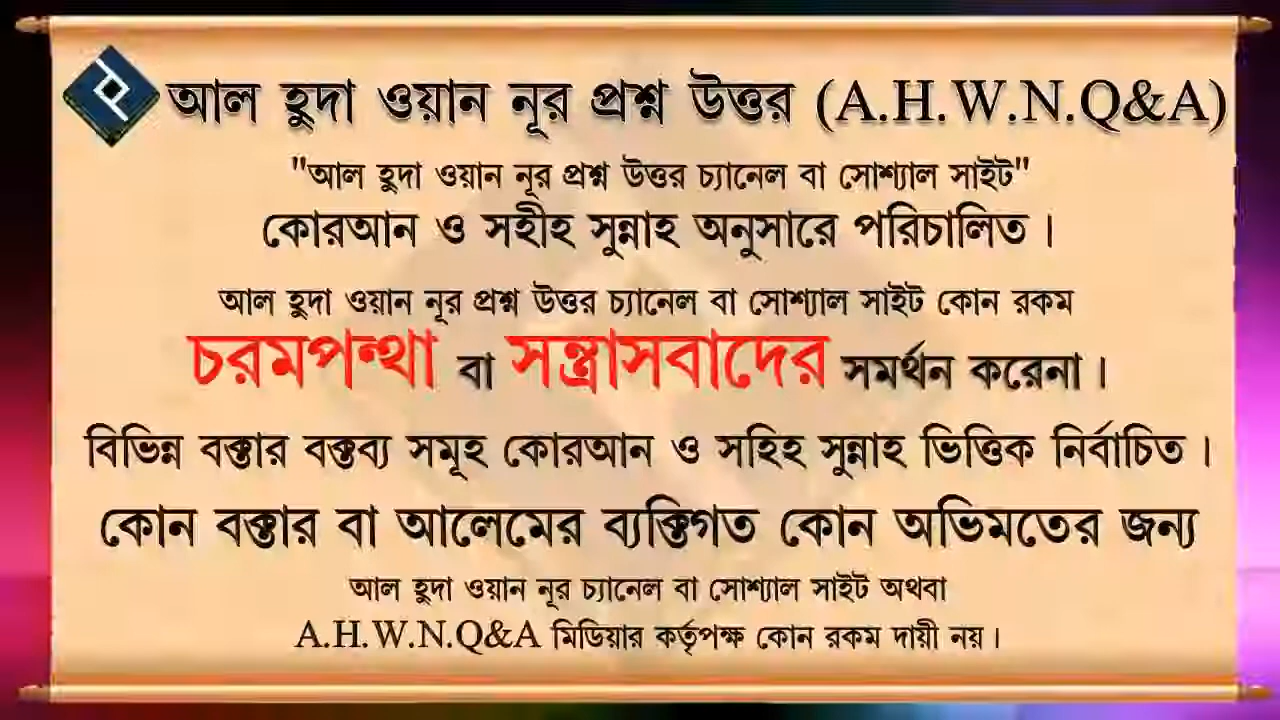 আল হুদা ওয়ান নূর প্রশ্ন উত্তর (A.H.W.N.Q&A)
"আল হুদা ওয়ান নূর প্রশ্ন উত্তর চ্যানেল বা সোশ্যাল সাইট"
কোরআন ও সহীহ সুন্নাহ অনুসারে পরিচালিত।
আল হুদা ওয়ান নূর প্রশ্ন উত্তর চ্যানেল বা সোশ্যাল সাইট কোন রকম
চরমপন্থা বা সন্ত্রাসবাদের সমর্থন করেনা।
বিভিন্ন বক্তার বক্তব্য সমূহ কোরআন ও সহিহ সুন্নাহ ভিত্তিক নির্বাচিত।
কোন বক্তার বা আলেমের ব্যক্তিগত কোন অভিমতের জন্য
আল হুদা ওয়ান নূর চ্যানেল বা সোশ্যাল সাইট অথবা
A.H.W.N.Q&A মিডিয়ার কর্তৃপক্ষ কোন রকম দায়ী নয়।